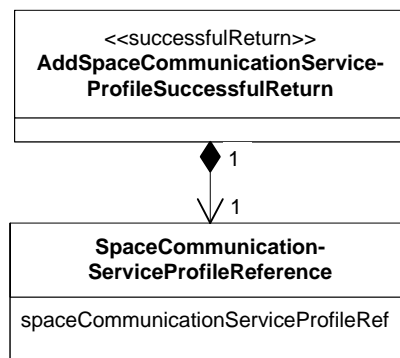 <<successfulReturn>>
AddSpaceCommunicationService-
ProfileSuccessfulReturn
1
1
SpaceCommunication-
ServiceProfileReference
spaceCommunicationServiceProfileRef